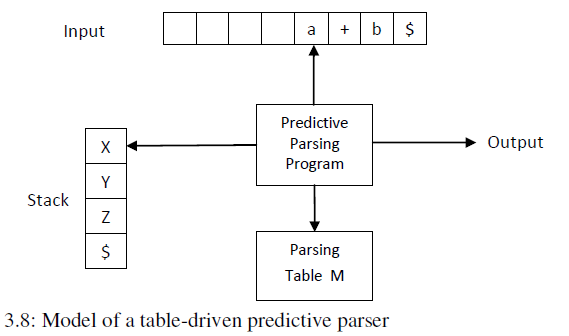 Input
a + b $
Predictive
Parsing
Program
Output
Stack
X
Y
Z
$
Parsing
Table M
3.8: Model of a table-driven predictive parser